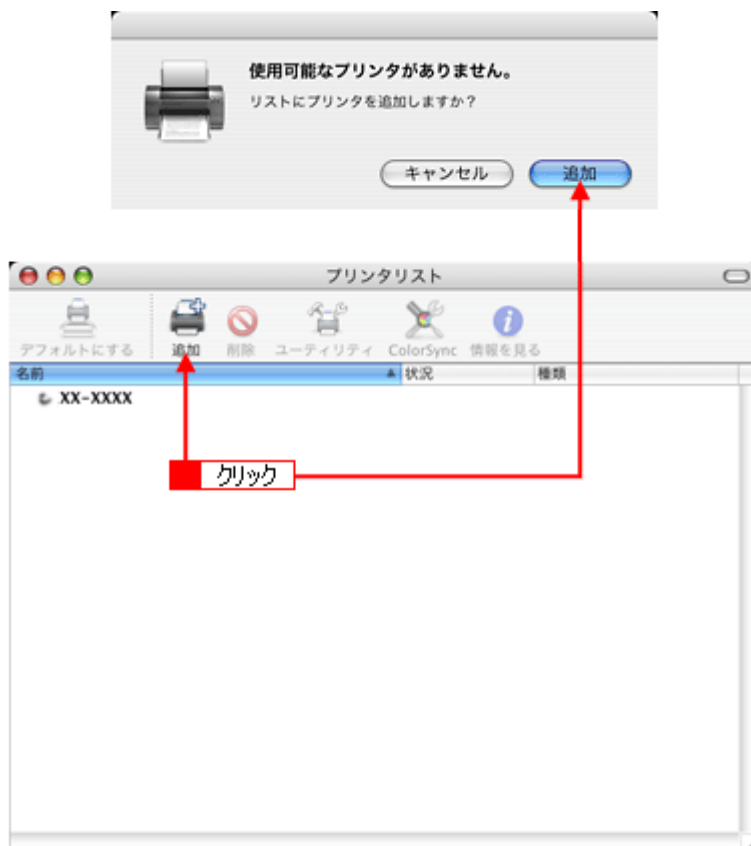 使用可能なプリンタがありません。
リストにプリンタを追加しますか？
キャンセル 追加
プリンタリスト
デフォルトにする 追加 削除 ユーティリティ ColorSync 情報を見る
名前 状況 種類
XX-XXXX
クリック